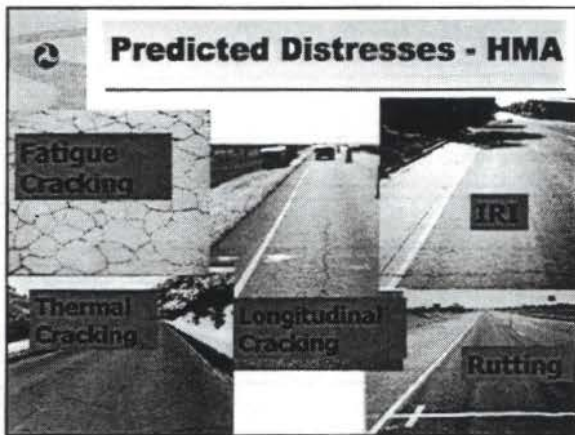 Predicted Distresses - HMA
Fatigue
Cracking
IRI
Thermal
Cracking
Longitudinal
Cracking
Rutting